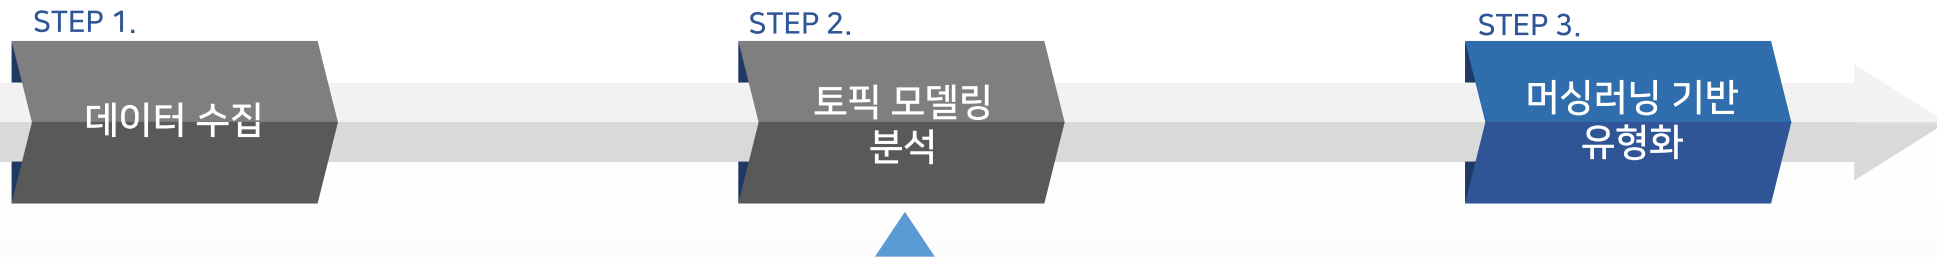 STEP 1.
데이터 수집
STEP 2.
토픽 모델링
분석
STEP 3.
머싱러닝 기반
유형화